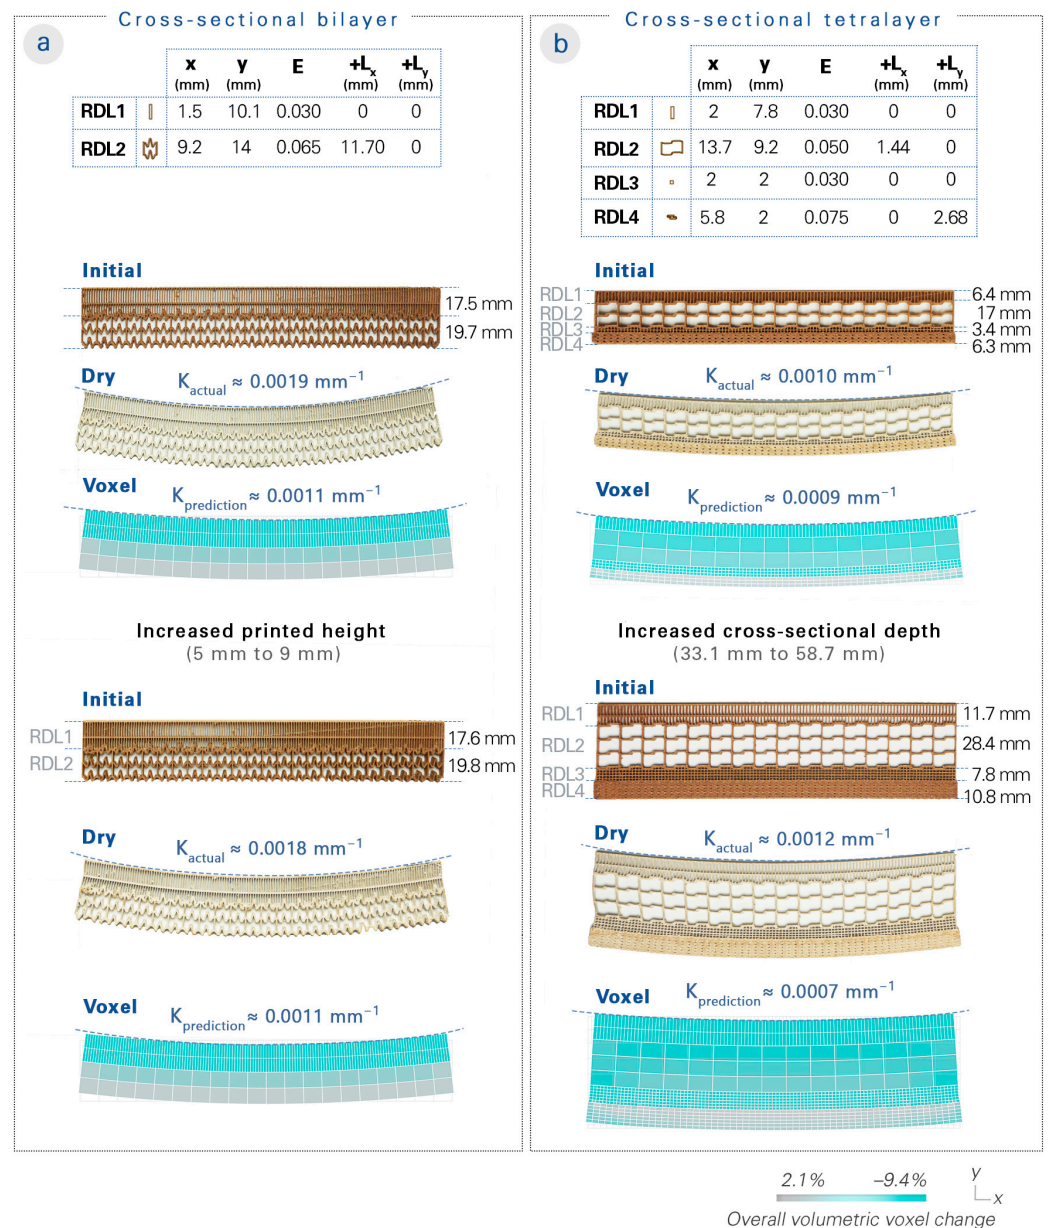 Cross-sectional bilayer
a
x y E +Lx +Ly
(mm) (mm) (mm) (mm)
RDL1 1.5 10.1 0.030 0 0
RDL2 9.2 14 0.065 11.70 0
Initial
17.5 mm
19.7 mm
Dry
Kactual ≈ 0.0019 mm⁻¹
Voxel
Kprediction ≈ 0.0011 mm⁻¹
Increased printed height
(5 mm to 9 mm)
Initial
RDL1 17.6 mm
RDL2 19.8 mm
Dry
Kactual ≈ 0.0018 mm⁻¹
Voxel
Kprediction ≈ 0.0011 mm⁻¹
Cross-sectional tetralayer
b
x y E +Lx +Ly
(mm) (mm) (mm) (mm)
RDL1 2 7.8 0.030 0 0
RDL2 13.7 9.2 0.050 1.44 0
RDL3 2 2 0.030 0 0
RDL4 5.8 2 0.075 0 2.68
Initial
RDL1 6.4 mm
RDL2 17 mm
RDL3 3.4 mm
RDL4 6.3 mm
Dry
Kactual ≈ 0.0010 mm⁻¹
Voxel
Kprediction ≈ 0.0009 mm⁻¹
Increased cross-sectional depth
(33.1 mm to 58.7 mm)
Initial
RDL1 11.7 mm
RDL2 28.4 mm
RDL3 7.8 mm
RDL4 10.8 mm
Dry
Kactual ≈ 0.0012 mm⁻¹
Voxel
Kprediction ≈ 0.0007 mm⁻¹
2.1% –9.4%
Overall volumetric voxel change
y
x